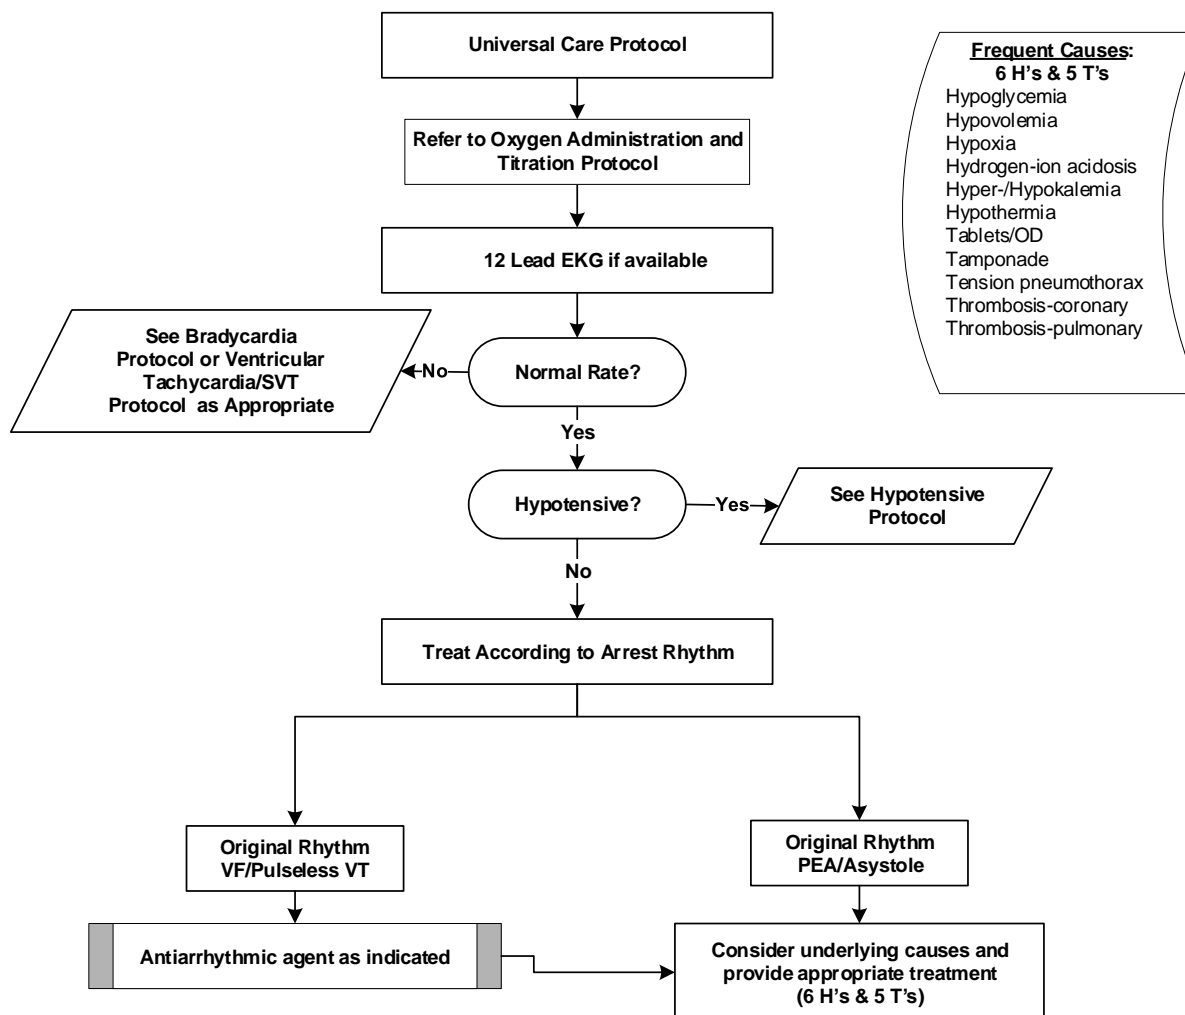 Universal Care Protocol
Frequent Causes:
6 H's & 5 T's
Hypoglycemia
Hypovolemia
Hypoxia
Hydrogen-ion acidosis
Hyper-/Hypokalemia
Hypothermia
Tablets/OD
Tamponade
Tension pneumothorax
Thrombosis-coronary
Thrombosis-pulmonary
Refer to Oxygen Administration and
Titration Protocol
12 Lead EKG if available
Normal Rate?
No
See Bradycardia
Protocol or Ventricular
Tachycardia/SVT
Protocol as Appropriate
Yes
Hypotensive?
Yes
See Hypotensive
Protocol
No
Treat According to Arrest Rhythm
Original Rhythm
VF/Pulseless VT
Original Rhythm
PEA/Asystole
Antiarrhythmic agent as indicated
Consider underlying causes and
provide appropriate treatment
(6 H's & 5 T's)